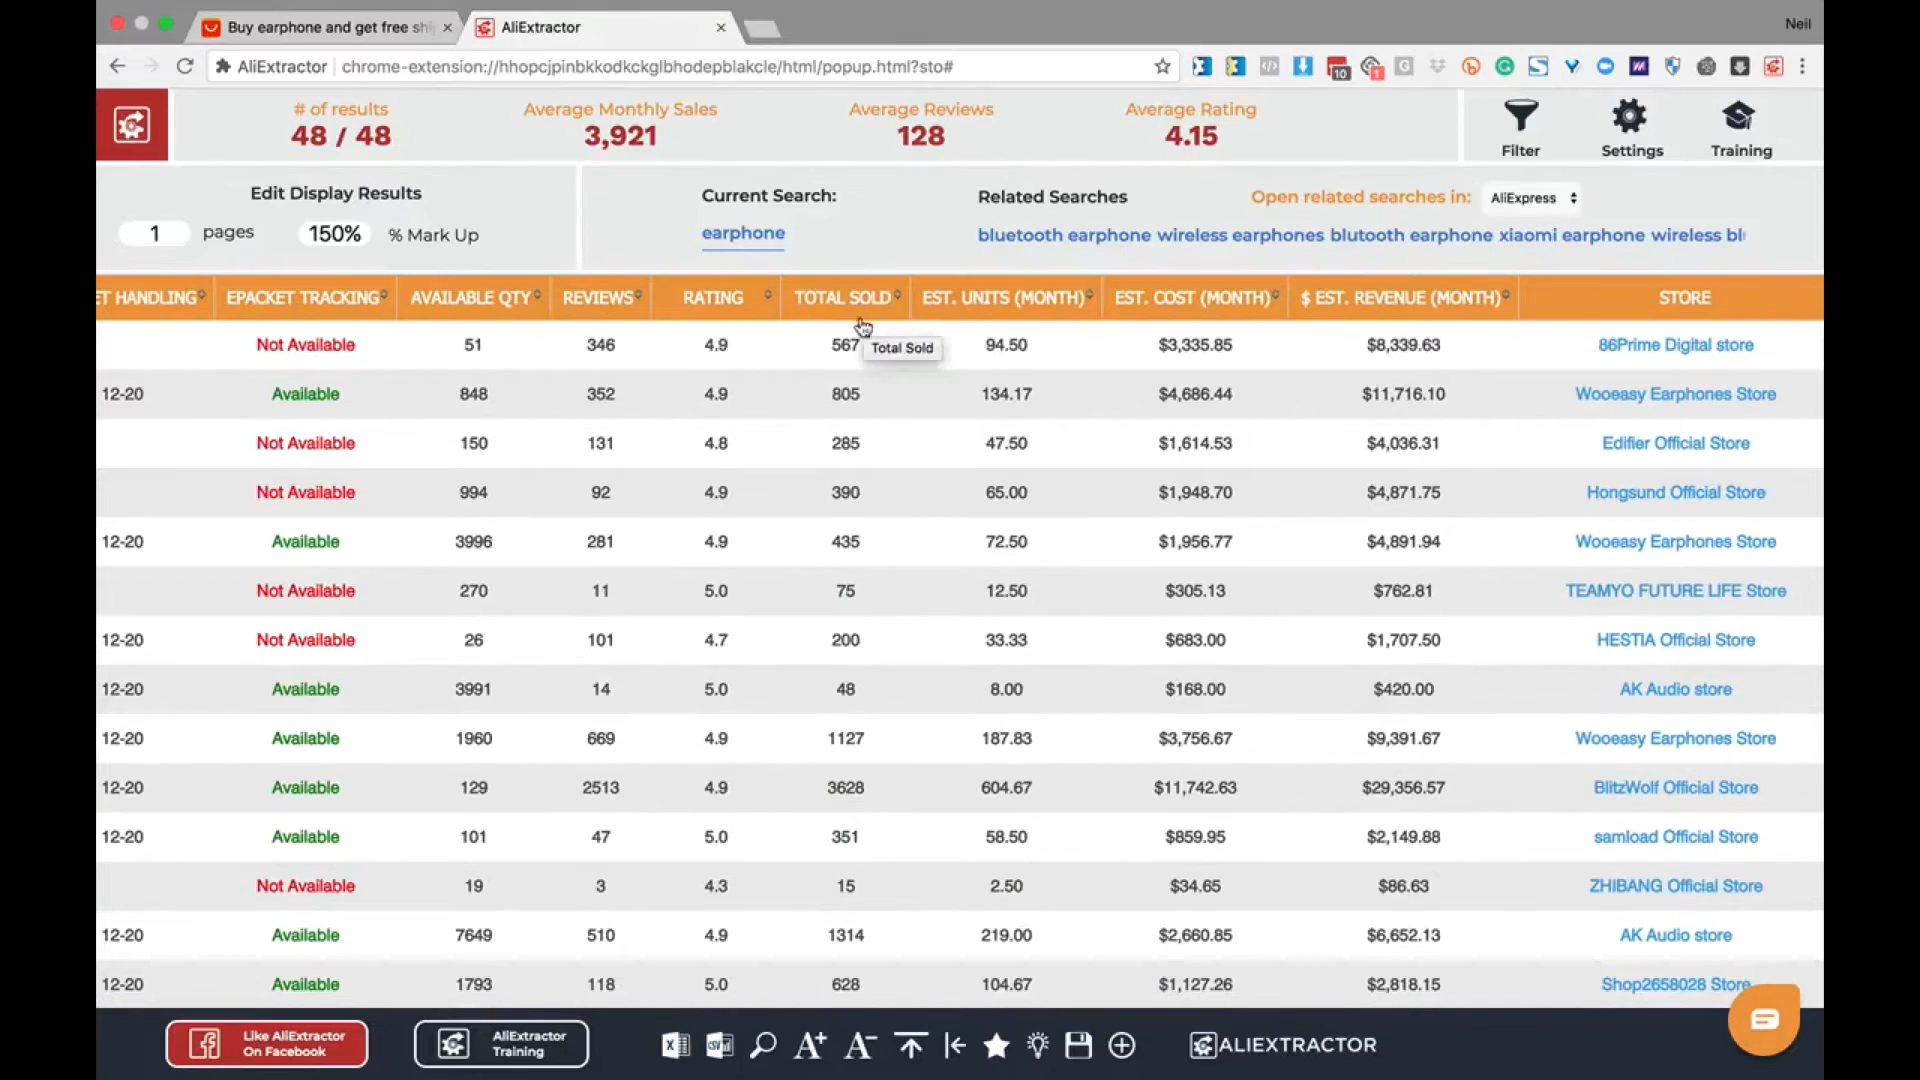 Buy earphone and get free shi
AliExtractor
Neil
AliExtractor chrome-extension://hhopcjpinbkkodkckglbhodepblakcle/html/popup.html?sto#
10
1
# of results Average Monthly Sales Average Reviews Average Rating
48 / 48 3,921 128 4.15
Filter Settings Training
Edit Display Results
1 pages 150% % Mark Up
Current Search:
earphone
Related Searches Open related searches in: AliExpress
bluetooth earphone wireless earphones blutooth earphone xiaomi earphone wireless bl
ET HANDLING EPACKET TRACKING AVAILABLE QTY REVIEWS RATING TOTAL SOLD EST. UNITS (MONTH) EST. COST (MONTH) $ EST. REVENUE (MONTH) STORE
Not Available 51 346 4.9 567 94.50 $3,335.85 $8,339.63 86Prime Digital store
Total Sold
12-20 Available 848 352 4.9 805 134.17 $4,686.44 $11,716.10 Wooeasy Earphones Store
Not Available 150 131 4.8 285 47.50 $1,614.53 $4,036.31 Edifier Official Store
Not Available 994 92 4.9 390 65.00 $1,948.70 $4,871.75 Hongsund Official Store
12-20 Available 3996 281 4.9 435 72.50 $1,956.77 $4,891.94 Wooeasy Earphones Store
Not Available 270 11 5.0 75 12.50 $305.13 $762.81 TEAMYO FUTURE LIFE Store
12-20 Not Available 26 101 4.7 200 33.33 $683.00 $1,707.50 HESTIA Official Store
12-20 Available 3991 14 5.0 48 8.00 $168.00 $420.00 AK Audio store
12-20 Available 1960 669 4.9 1127 187.83 $3,756.67 $9,391.67 Wooeasy Earphones Store
12-20 Available 129 2513 4.9 3628 604.67 $11,742.63 $29,356.57 BlitzWolf Official Store
12-20 Available 101 47 5.0 351 58.50 $859.95 $2,149.88 samload Official Store
Not Available 19 3 4.3 15 2.50 $34.65 $86.63 ZHIBANG Official Store
12-20 Available 7649 510 4.9 1314 219.00 $2,660.85 $6,652.13 AK Audio store
12-20 Available 1793 118 5.0 628 104.67 $1,127.26 $2,818.15 Shop2658028 Store
Like AliExtractor
On Facebook
AliExtractor
Training
CSV A+ A-
ALIEXTRACTOR